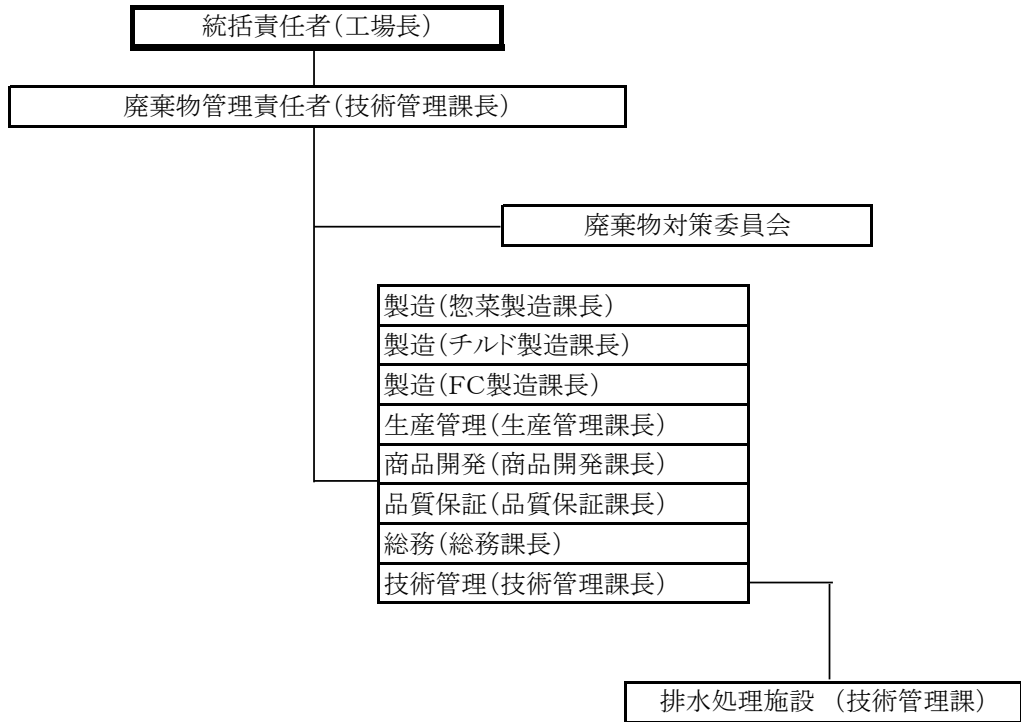 統括責任者(工場長)
廃棄物管理責任者(技術管理課長)
廃棄物対策委員会
製造(惣菜製造課長)
製造(チルド製造課長)
製造(FC製造課長)
生産管理(生産管理課長)
商品開発(商品開発課長)
品質保証(品質保証課長)
総務(総務課長)
技術管理(技術管理課長)
排水処理施設 (技術管理課)